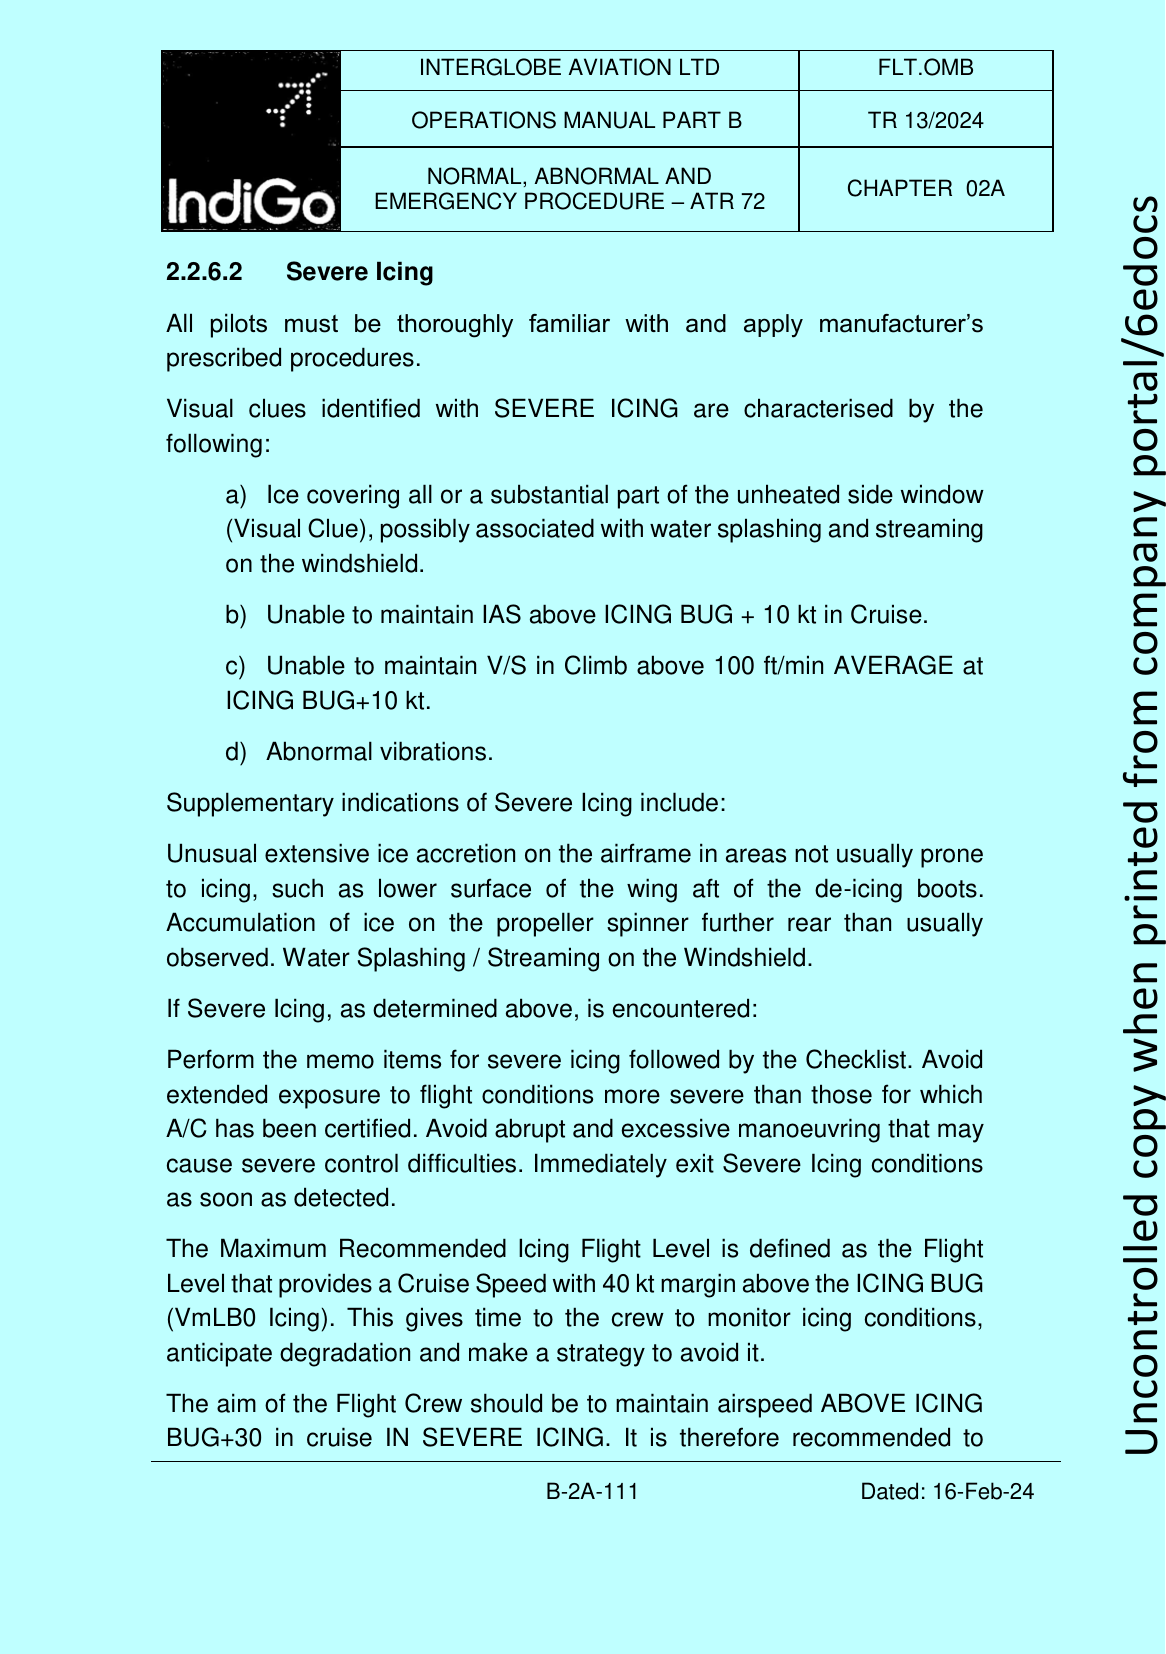 IndiGo
INTERGLOBE AVIATION LTD
FLT.OMB
OPERATIONS MANUAL PART B
TR 13/2024
NORMAL, ABNORMAL AND
EMERGENCY PROCEDURE – ATR 72
CHAPTER 02A
2.2.6.2 Severe Icing
All pilots must be thoroughly familiar with and apply manufacturer’s
prescribed procedures.
Visual clues identified with SEVERE ICING are characterised by the
following:
a) Ice covering all or a substantial part of the unheated side window
(Visual Clue), possibly associated with water splashing and streaming
on the windshield.
b) Unable to maintain IAS above ICING BUG + 10 kt in Cruise.
c) Unable to maintain V/S in Climb above 100 ft/min AVERAGE at
ICING BUG+10 kt.
d) Abnormal vibrations.
Supplementary indications of Severe Icing include:
Unusual extensive ice accretion on the airframe in areas not usually prone
to icing, such as lower surface of the wing aft of the de-icing boots.
Accumulation of ice on the propeller spinner further rear than usually
observed. Water Splashing / Streaming on the Windshield.
If Severe Icing, as determined above, is encountered:
Perform the memo items for severe icing followed by the Checklist. Avoid
extended exposure to flight conditions more severe than those for which
A/C has been certified. Avoid abrupt and excessive manoeuvring that may
cause severe control difficulties. Immediately exit Severe Icing conditions
as soon as detected.
The Maximum Recommended Icing Flight Level is defined as the Flight
Level that provides a Cruise Speed with 40 kt margin above the ICING BUG
(VmLB0 Icing). This gives time to the crew to monitor icing conditions,
anticipate degradation and make a strategy to avoid it.
The aim of the Flight Crew should be to maintain airspeed ABOVE ICING
BUG+30 in cruise IN SEVERE ICING. It is therefore recommended to
B-2A-111
Dated: 16-Feb-24
Uncontrolled copy when printed from company portal/6edocs